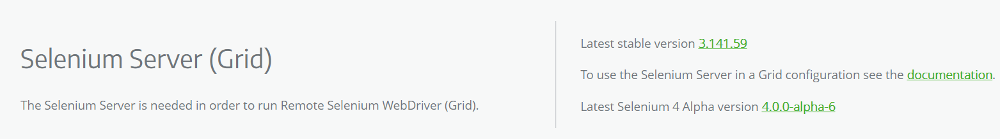 Selenium Server (Grid)
The Selenium Server is needed in order to run Remote Selenium WebDriver (Grid).
Latest stable version 3.141.59
To use the Selenium Server in a Grid configuration see the documentation.
Latest Selenium 4 Alpha version 4.0.0-alpha-6